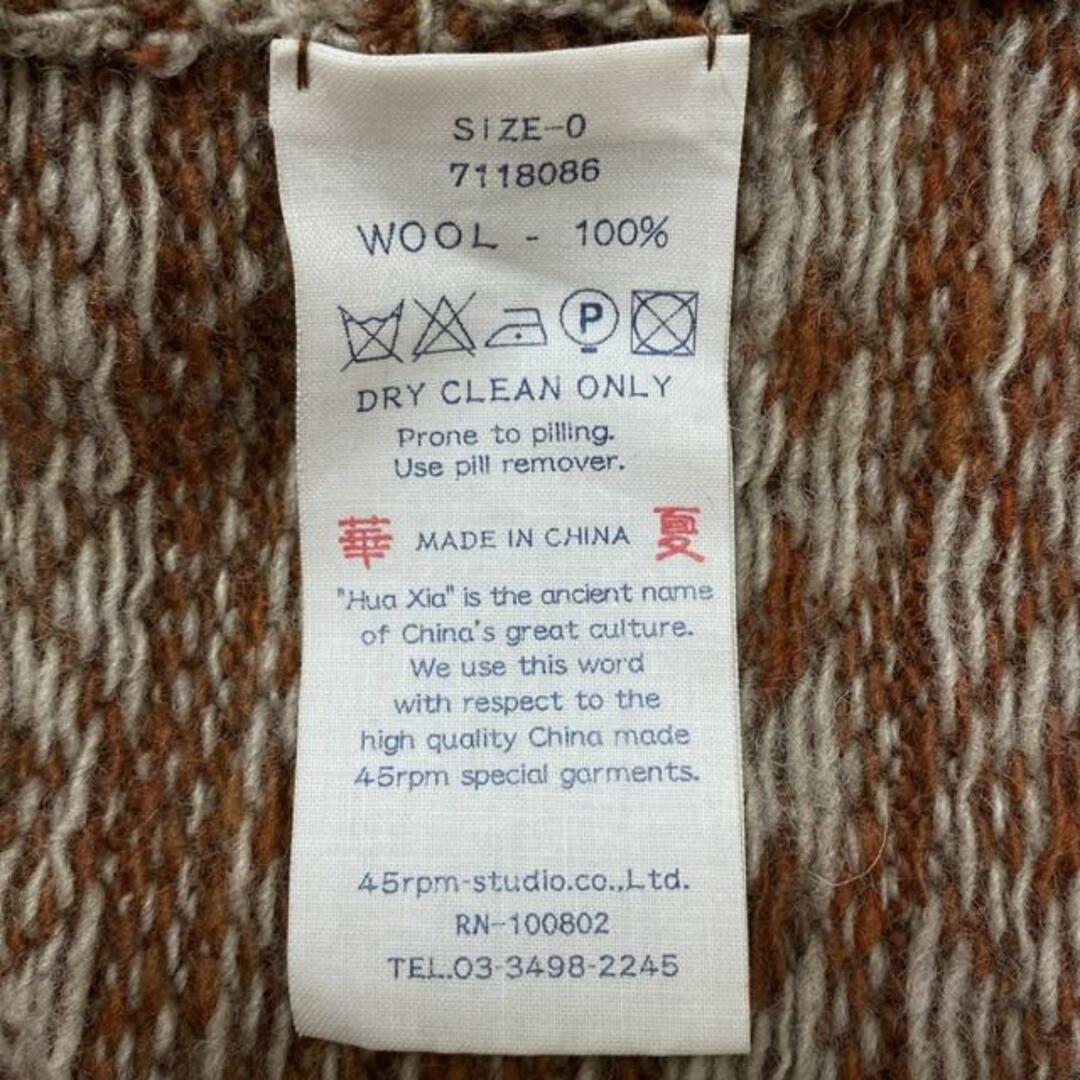 SIZE-0
7118086
WOOL - 100%
P
DRY CLEAN ONLY
Prone to pilling.
Use pill remover.
華 MADE IN CHINA 夏
"Hua Xia" is the ancient name
of China's great culture.
We use this word
with respect to the
high quality China made
45rpm special garments.
45rpm-studio.co.,Ltd.
RN-100802
TEL.03-3498-2245